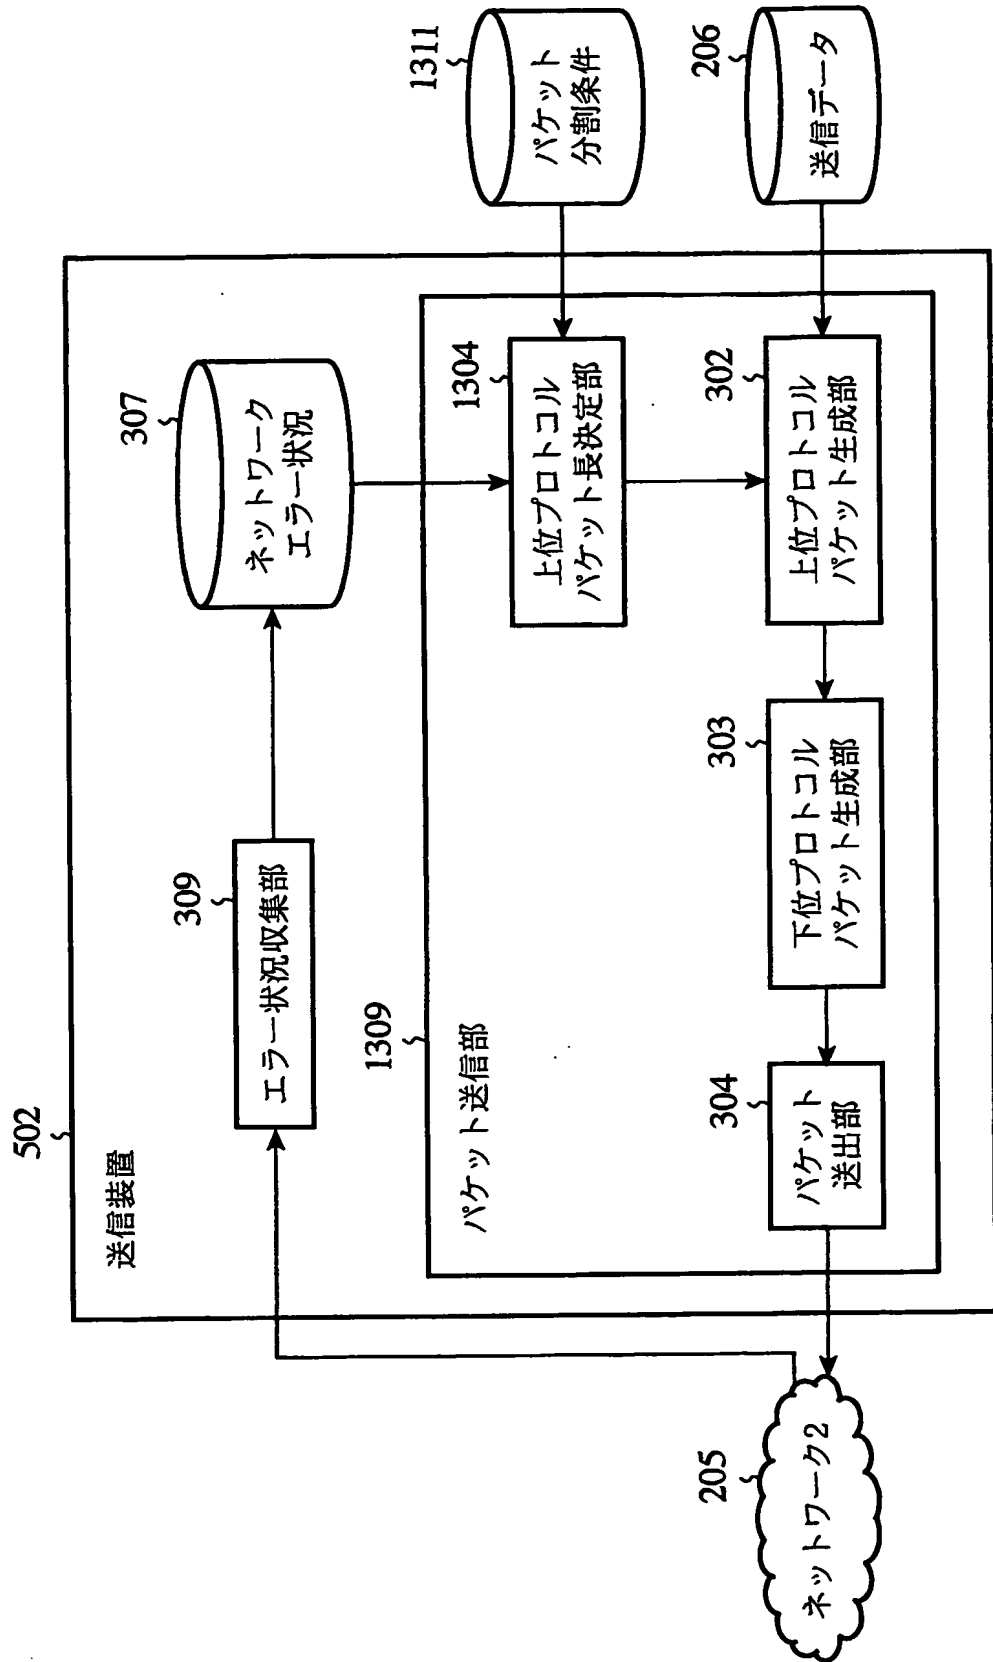 502
送信装置
309
エラー状況収集部
307
ネットワーク
エラー状況
1309
パケット送信部
1304
上位プロトコル
パケット長決定部
1311
パケット
分割条件
205
ネットワーク2
304
パケット
送出部
303
下位プロトコル
パケット生成部
302
上位プロトコル
パケット生成部
206
送信データ